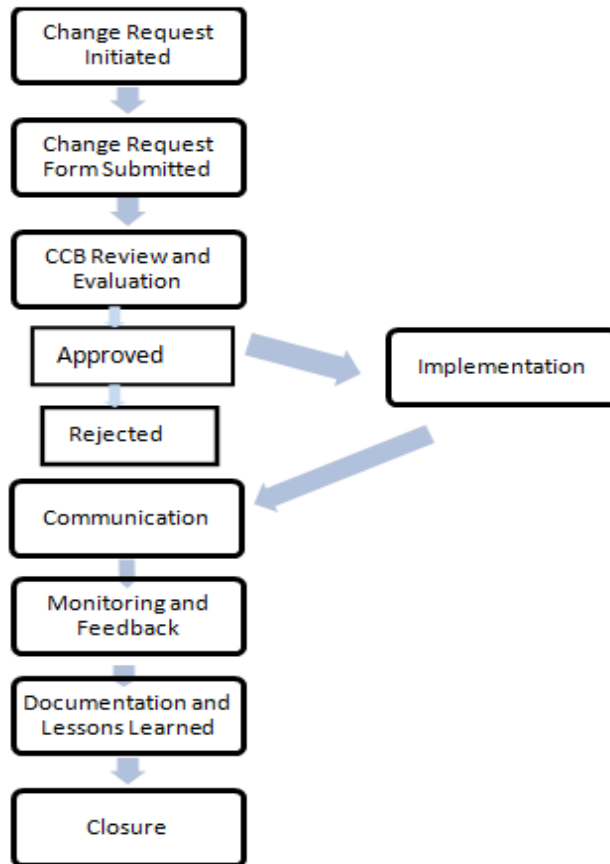 Change Request
Initiated
Change Request
Form Submitted
CCB Review and
Evaluation
Approved
Implementation
Rejected
Communication
Monitoring and
Feedback
Documentation and
Lessons Learned
Closure